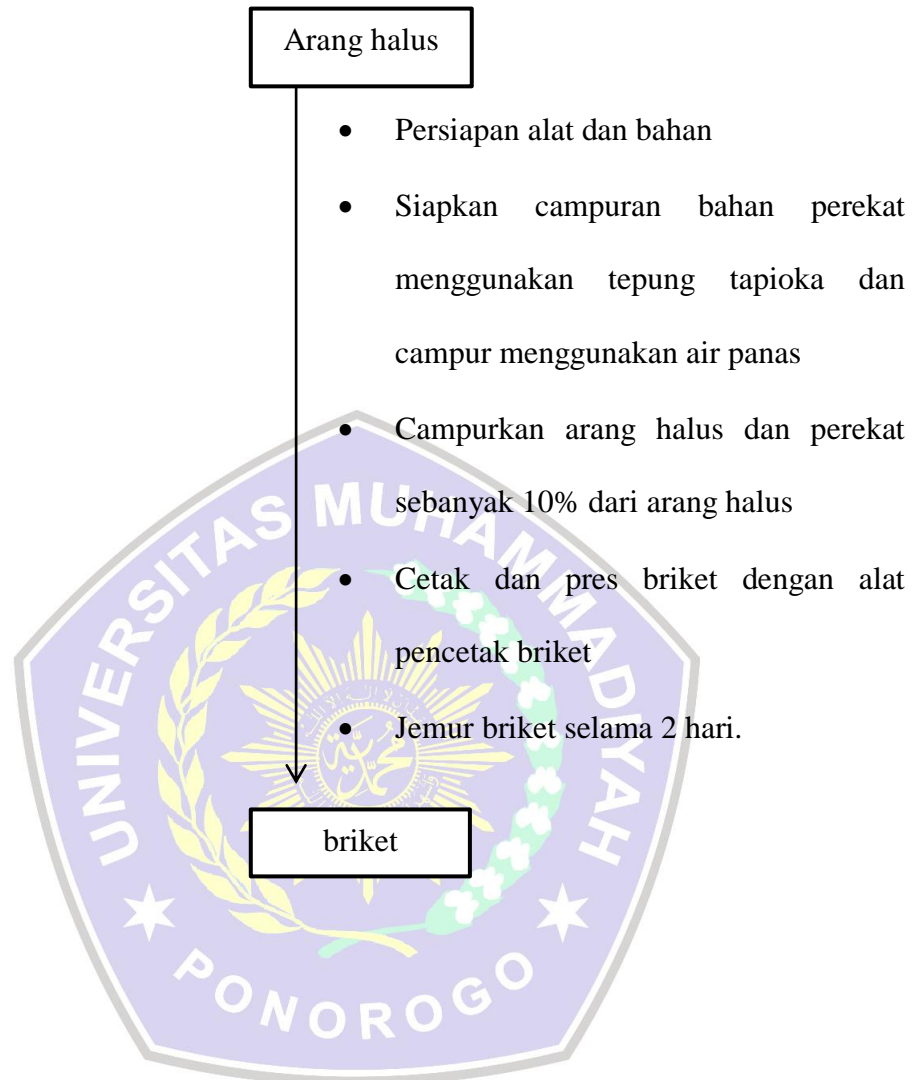 Arang halus
• Persiapan alat dan bahan
• Siapkan campuran bahan perekat
menggunakan tepung tapioka dan
campur menggunakan air panas
• Campurkan arang halus dan perekat
sebanyak 10% dari arang halus
• Cetak dan pres briket dengan alat
pencetak briket
• Jemur briket selama 2 hari.
briket
UNIVERSITAS MUHAMMADIYAH
PONOROGO